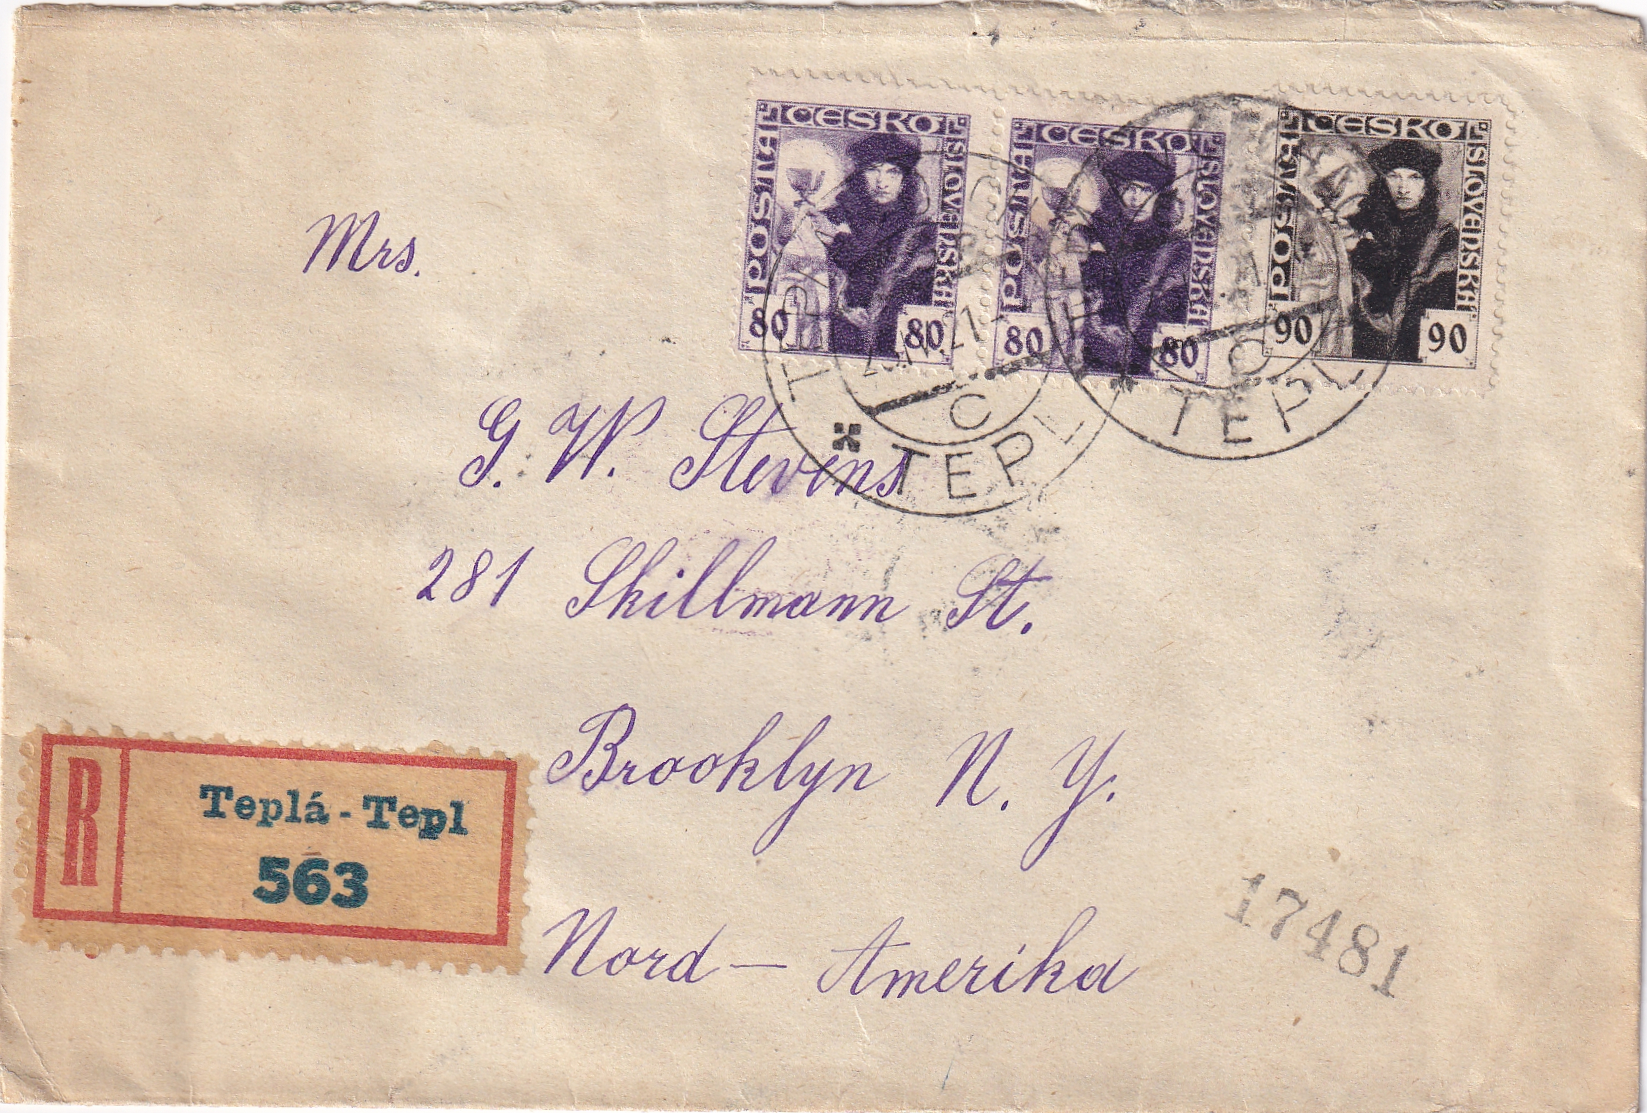 POŠTA ČESKO SLOVENSKÁ 80 80
POŠTA ČESKO SLOVENSKÁ 80 80
POŠTA ČESKO SLOVENSKÁ 90 90
C
TEPL
TEPL
Mrs.
G. W. Stevens
281 Skillmann St.
Brooklyn N. Y.
Nord – Amerika
R
Teplá - Tepl
563
17481